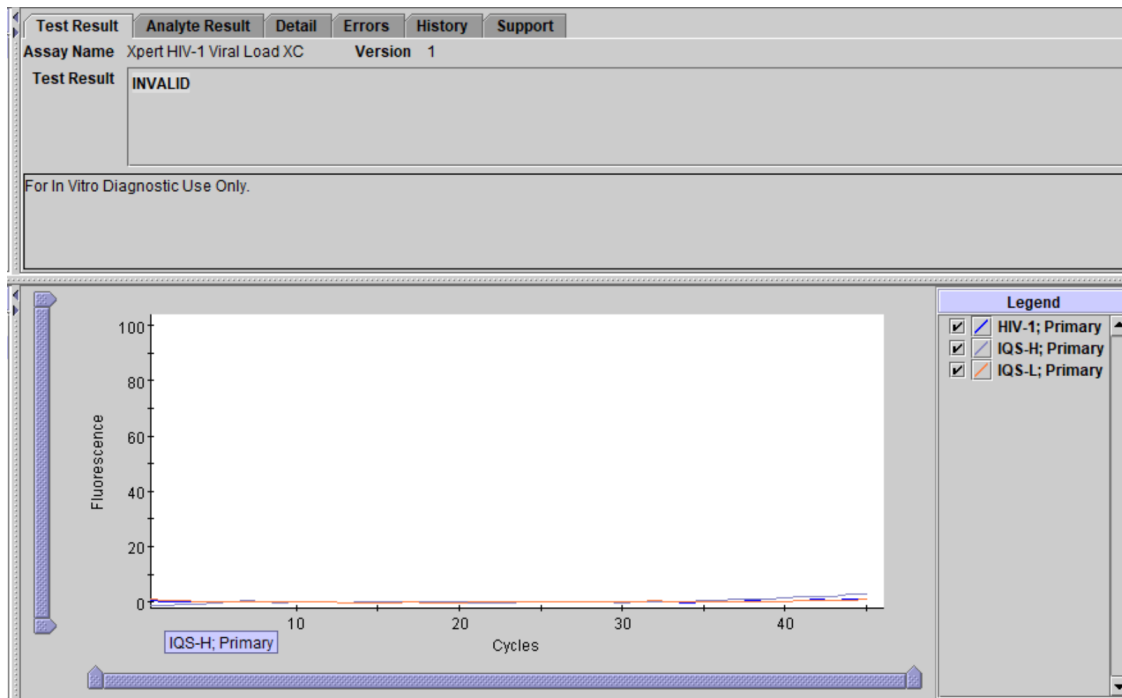 Test Result Analyte Result Detail Errors History Support
Assay Name Xpert HIV-1 Viral Load XC Version 1
Test Result INVALID
For In Vitro Diagnostic Use Only.
Legend
HIV-1; Primary
IQS-H; Primary
IQS-L; Primary
100
80
60
40
20
0
Fluorescence
10 20 30 40
IQS-H; Primary
Cycles